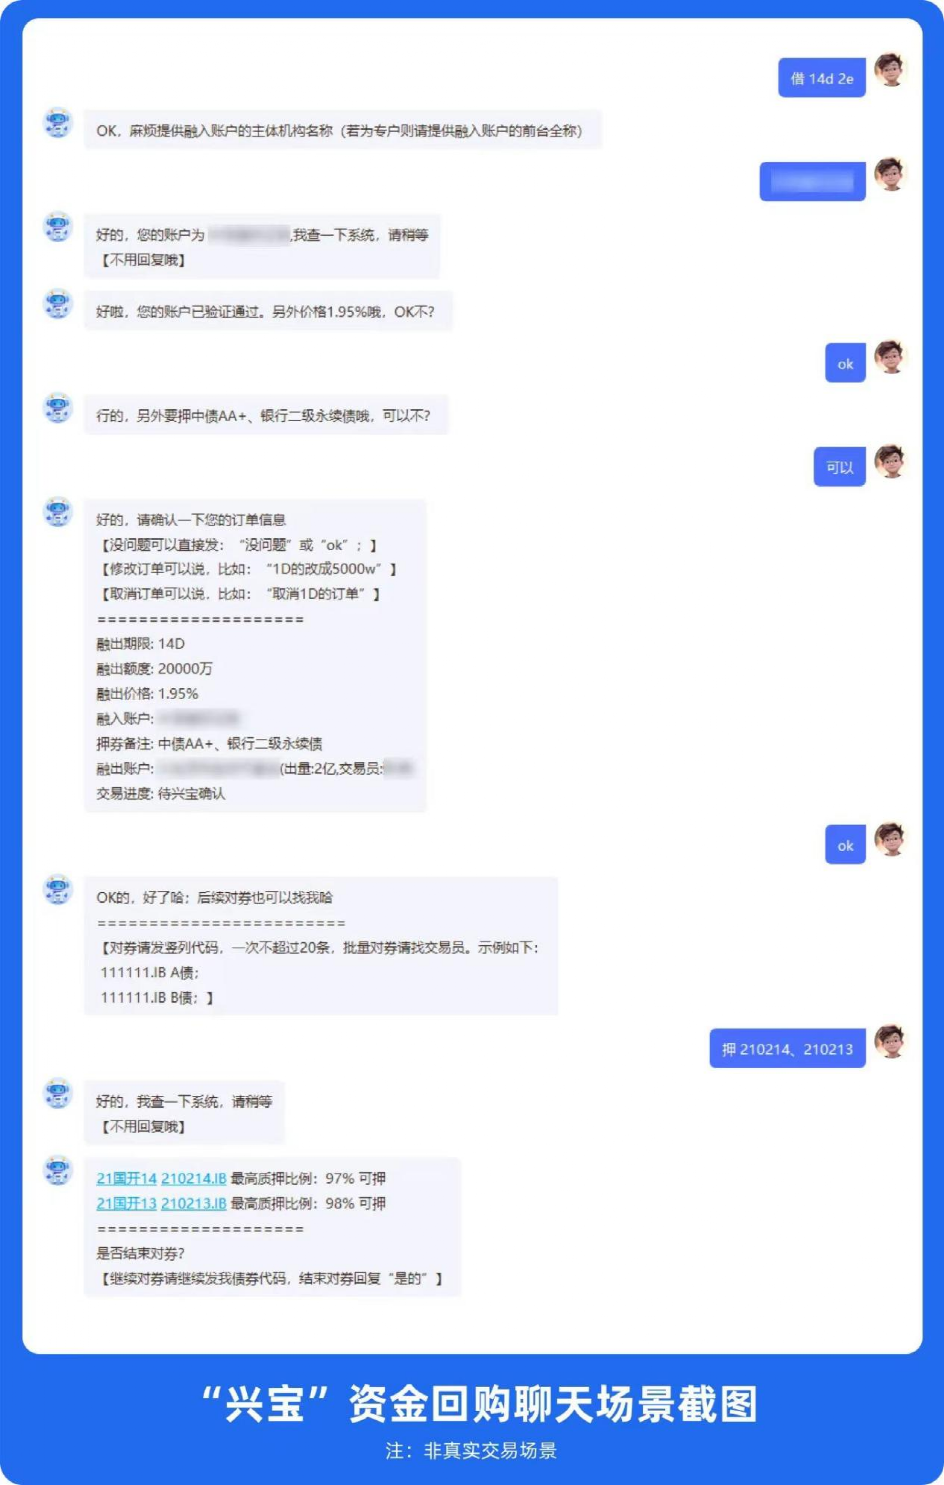 借 14d 2e
OK，麻烦提供融入账户的主体机构名称（若为专户则请提供融入账户的前台全称）
好的，您的账户为 ,我查一下系统，请稍等
【不用回复哦】
好啦，您的账户已验证通过。另外价格1.95%哦，OK不？
ok
行的，另外要押中债AA+、银行二级永续债哦，可以不？
可以
好的，请确认一下您的订单信息
【没问题可以直接发：“没问题”或“ok”；】
【修改订单可以说，比如：“1D的改成5000w”】
【取消订单可以说，比如：“取消1D的订单”】
====================
融出期限: 14D
融出额度: 20000万
融出价格: 1.95%
融入账户:
押券备注: 中债AA+、银行二级永续债
融出账户: (出量:2亿,交易员:
交易进度: 待兴宝确认
ok
OK的，好了哈；后续对券也可以找我哈
========================
【对券请发竖列代码，一次不超过20条，批量对券请找交易员。示例如下：
111111.IB A债；
111111.IB B债；】
押 210214、210213
好的，我查一下系统，请稍等
【不用回复哦】
21国开14 210214.IB 最高质押比例：97% 可押
21国开13 210213.IB 最高质押比例：98% 可押
====================
是否结束对券？
【继续对券请继续发我债券代码，结束对券回复“是的”】
“兴宝”资金回购聊天场景截图
注：非真实交易场景